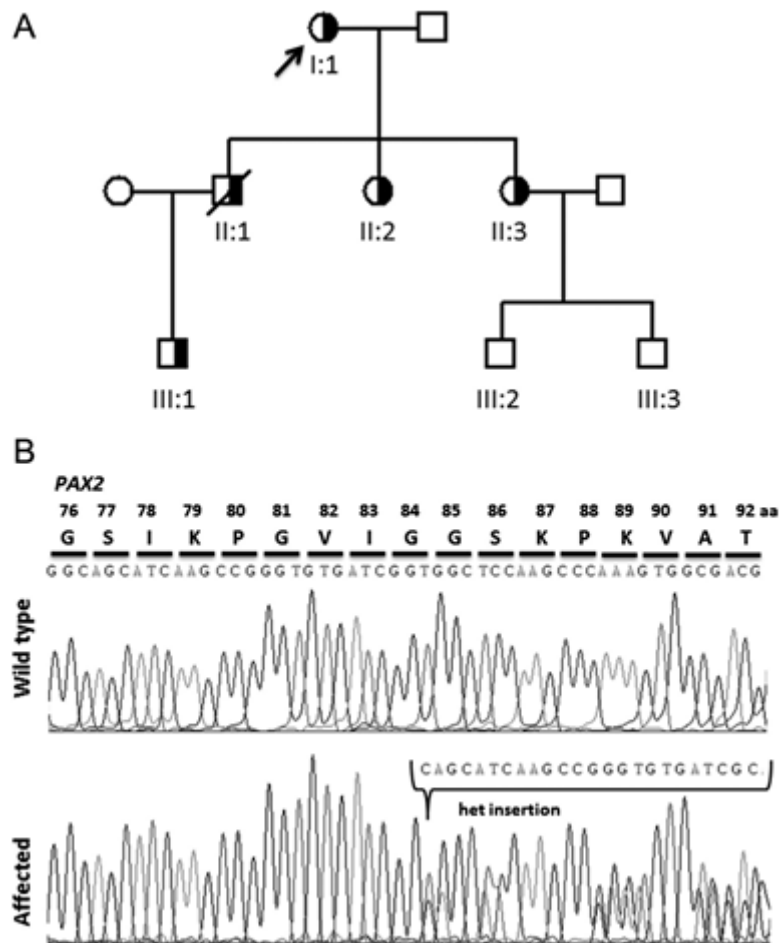 A
I:1
II:1 II:2 II:3
III:1 III:2 III:3
B
PAX2
76 77 78 79 80 81 82 83 84 85 86 87 88 89 90 91 92 aa
G S I K P G V I G G S K P K V A T
GGCAGCATCAAGCCGGGTGTGATCGGTGGCTCCAAGCCCAAAGTGGCGACG
Wild type
CAGCATCAAGCCGGGTGTGATCGC.
het insertion
Affected